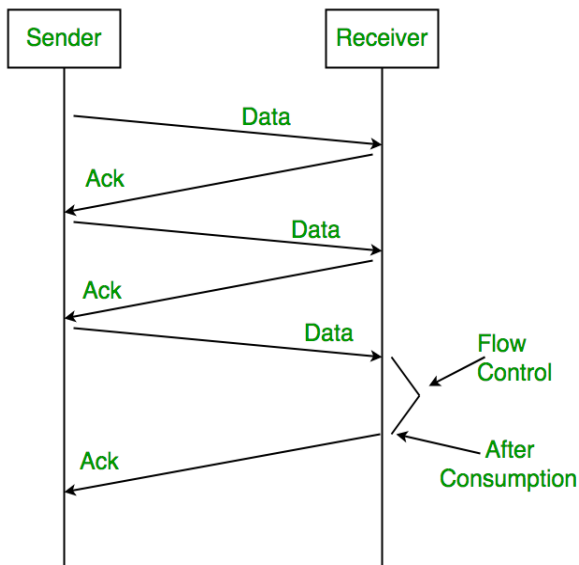 Sender
Receiver
Data
Ack
Data
Ack
Data
Flow
Control
After
Consumption
Ack